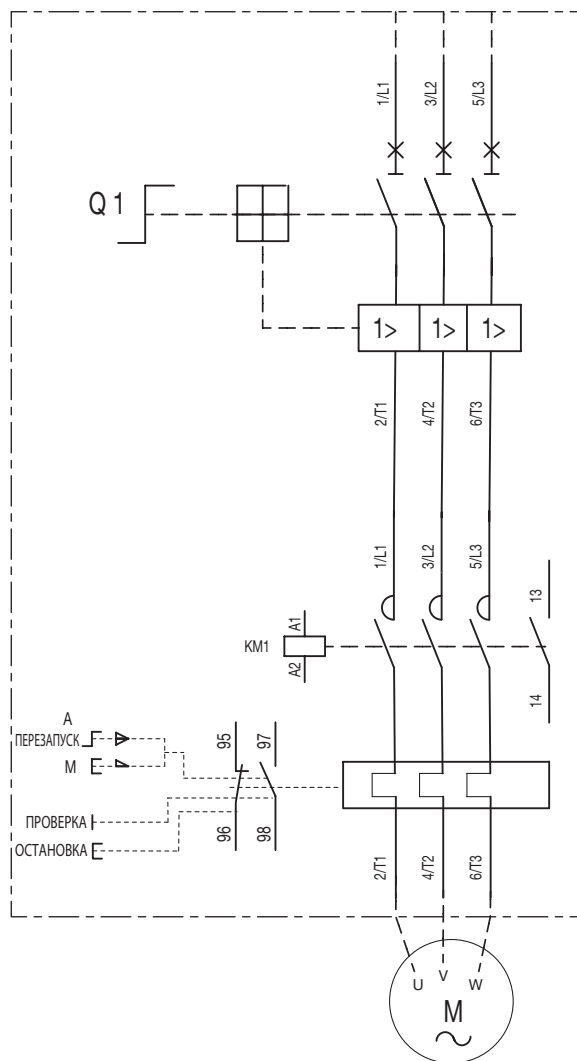 1/L1 3/L2 5/L3
Q1
1> 1> 1>
2/T1 4/T2 6/T3
1/L1 3/L2 5/L3 13
KM1 A1
A2
14
A
ПЕРЕЗАПУСК
M
95 97
ПРОВЕРКА
96 98
ОСТАНОВКА
2/T1 4/T2 6/T3
U V W
M